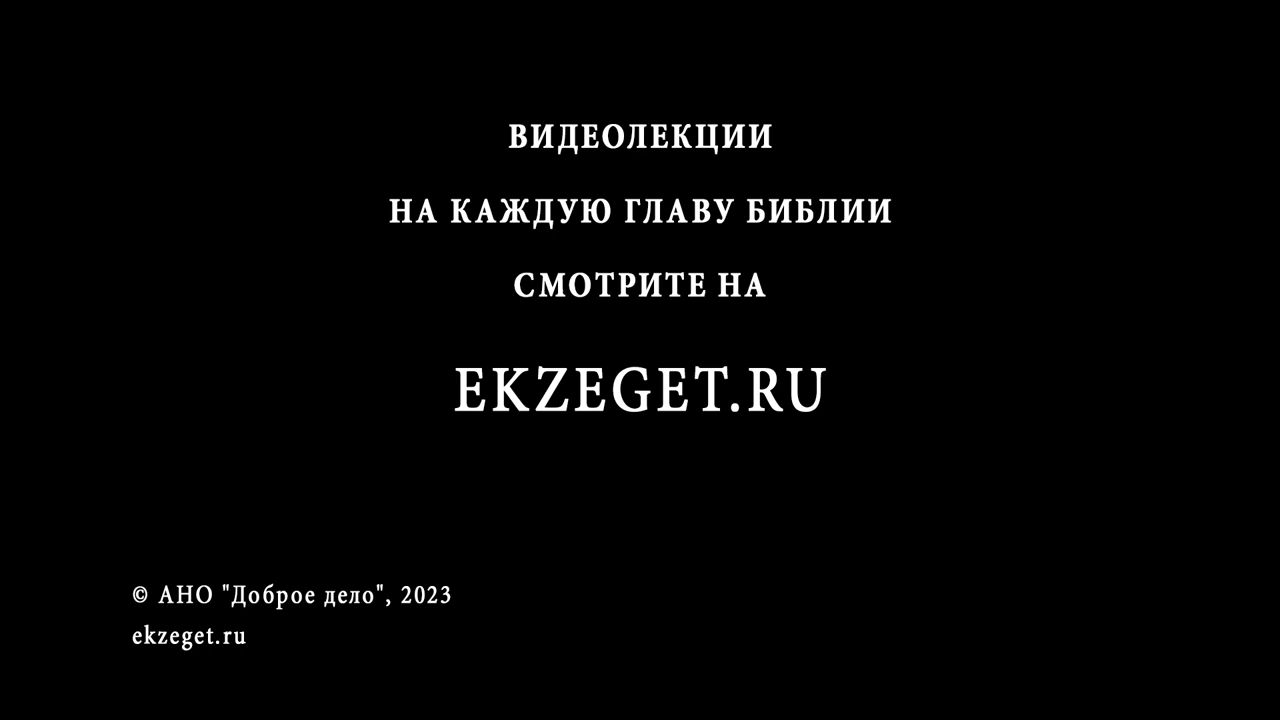 ВИДЕОЛЕКЦИИ
НА КАЖДУЮ ГЛАВУ БИБЛИИ
СМОТРИТЕ НА
EKZEGET.RU
© АНО "Доброе дело", 2023
ekzeget.ru